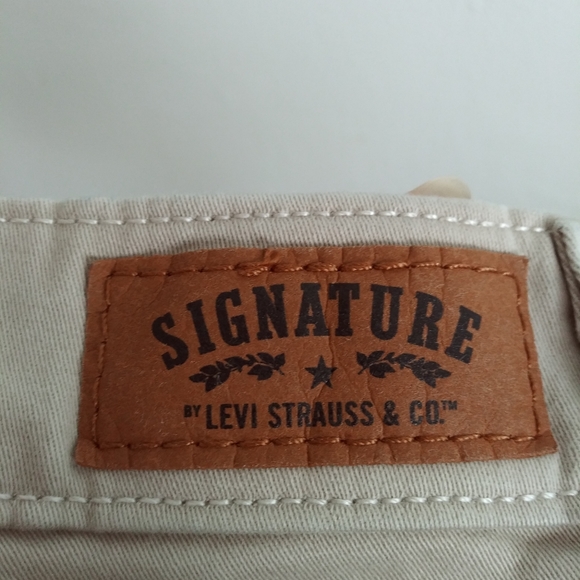 SIGNATURE
BY LEVI STRAUSS & CO.™